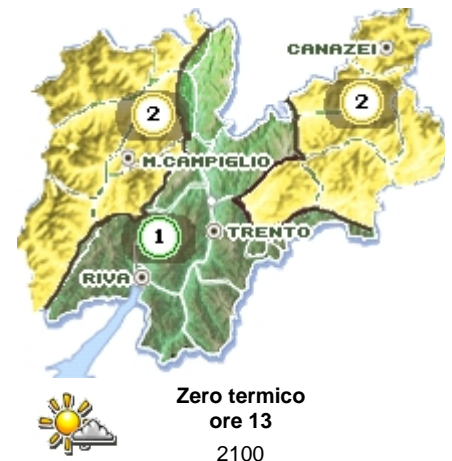 CANAZEI
2
2
M.CAMPIGLIO
1
TRENTO
RIVA
Zero termico
ore 13
2100